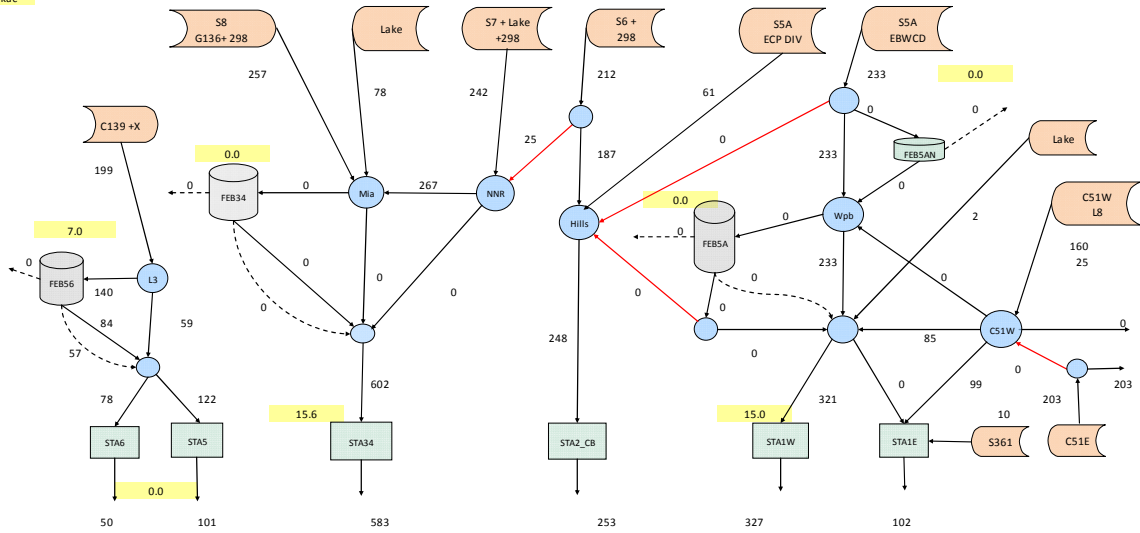 S8
G136+ 298
Lake
S7 + Lake
+298
S6 +
298
S5A
ECP DIV
S5A
EBWCD
257
78
242
212
61
233
0.0
0
0
C139 +X
25
0
Lake
0.0
187
233
FEB5AN
199
0
0
267
0
FEB34
Mia
NNR
0.0
C51W
L8
7.0
Hills
0
FEB5A
0
Wpb
2
160
25
0
L3
0
0
0
233
0
0
FEB56
140
59
0
0
0
0
84
C51W
0
57
248
0
85
0
78
122
602
321
0
99
203
203
15.6
15.0
10
STA6
STA5
STA34
STA2_CB
STA1W
STA1E
S361
C51E
0.0
50
101
583
253
327
102